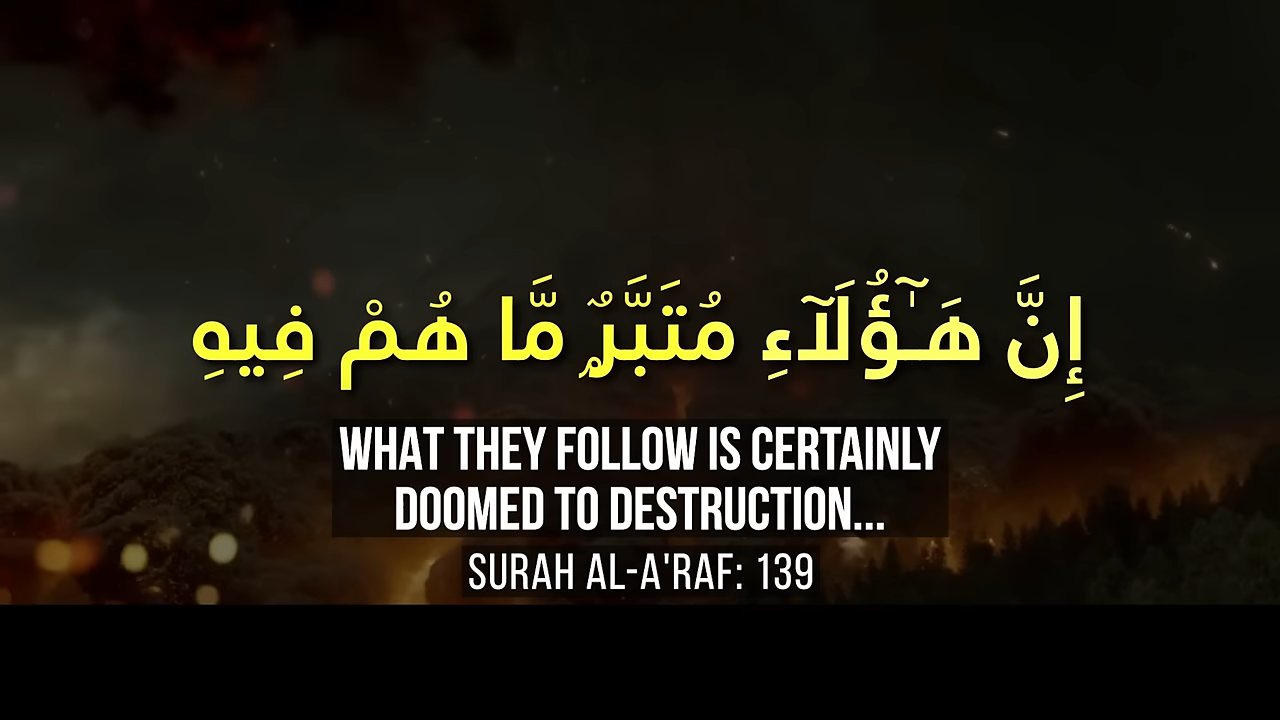 إِنَّ هَـٰٓؤُلَآءِ مُتَبَّرٌۭ مَّا هُمْ فِيهِ
WHAT THEY FOLLOW IS CERTAINLY
DOOMED TO DESTRUCTION...
SURAH AL-A'RAF: 139